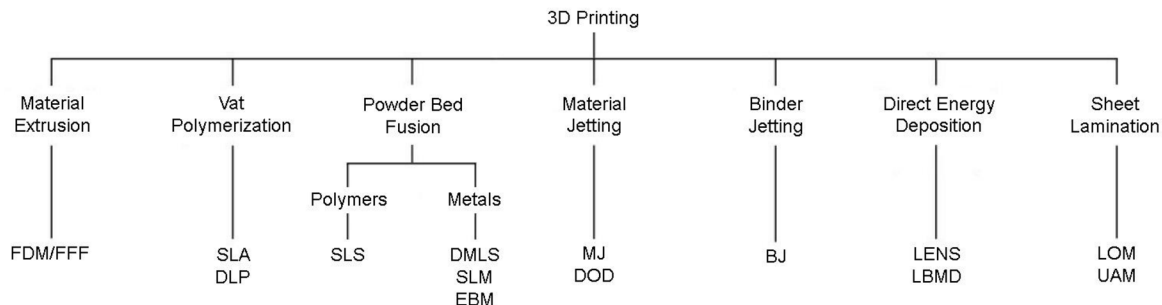 3D Printing
Material
Extrusion
Vat
Polymerization
Powder Bed
Fusion
Material
Jetting
Binder
Jetting
Direct Energy
Deposition
Sheet
Lamination
Polymers
Metals
FDM/FFF
SLA
DLP
SLS
DMLS
SLM
EBM
MJ
DOD
BJ
LENS
LBMD
LOM
UAM